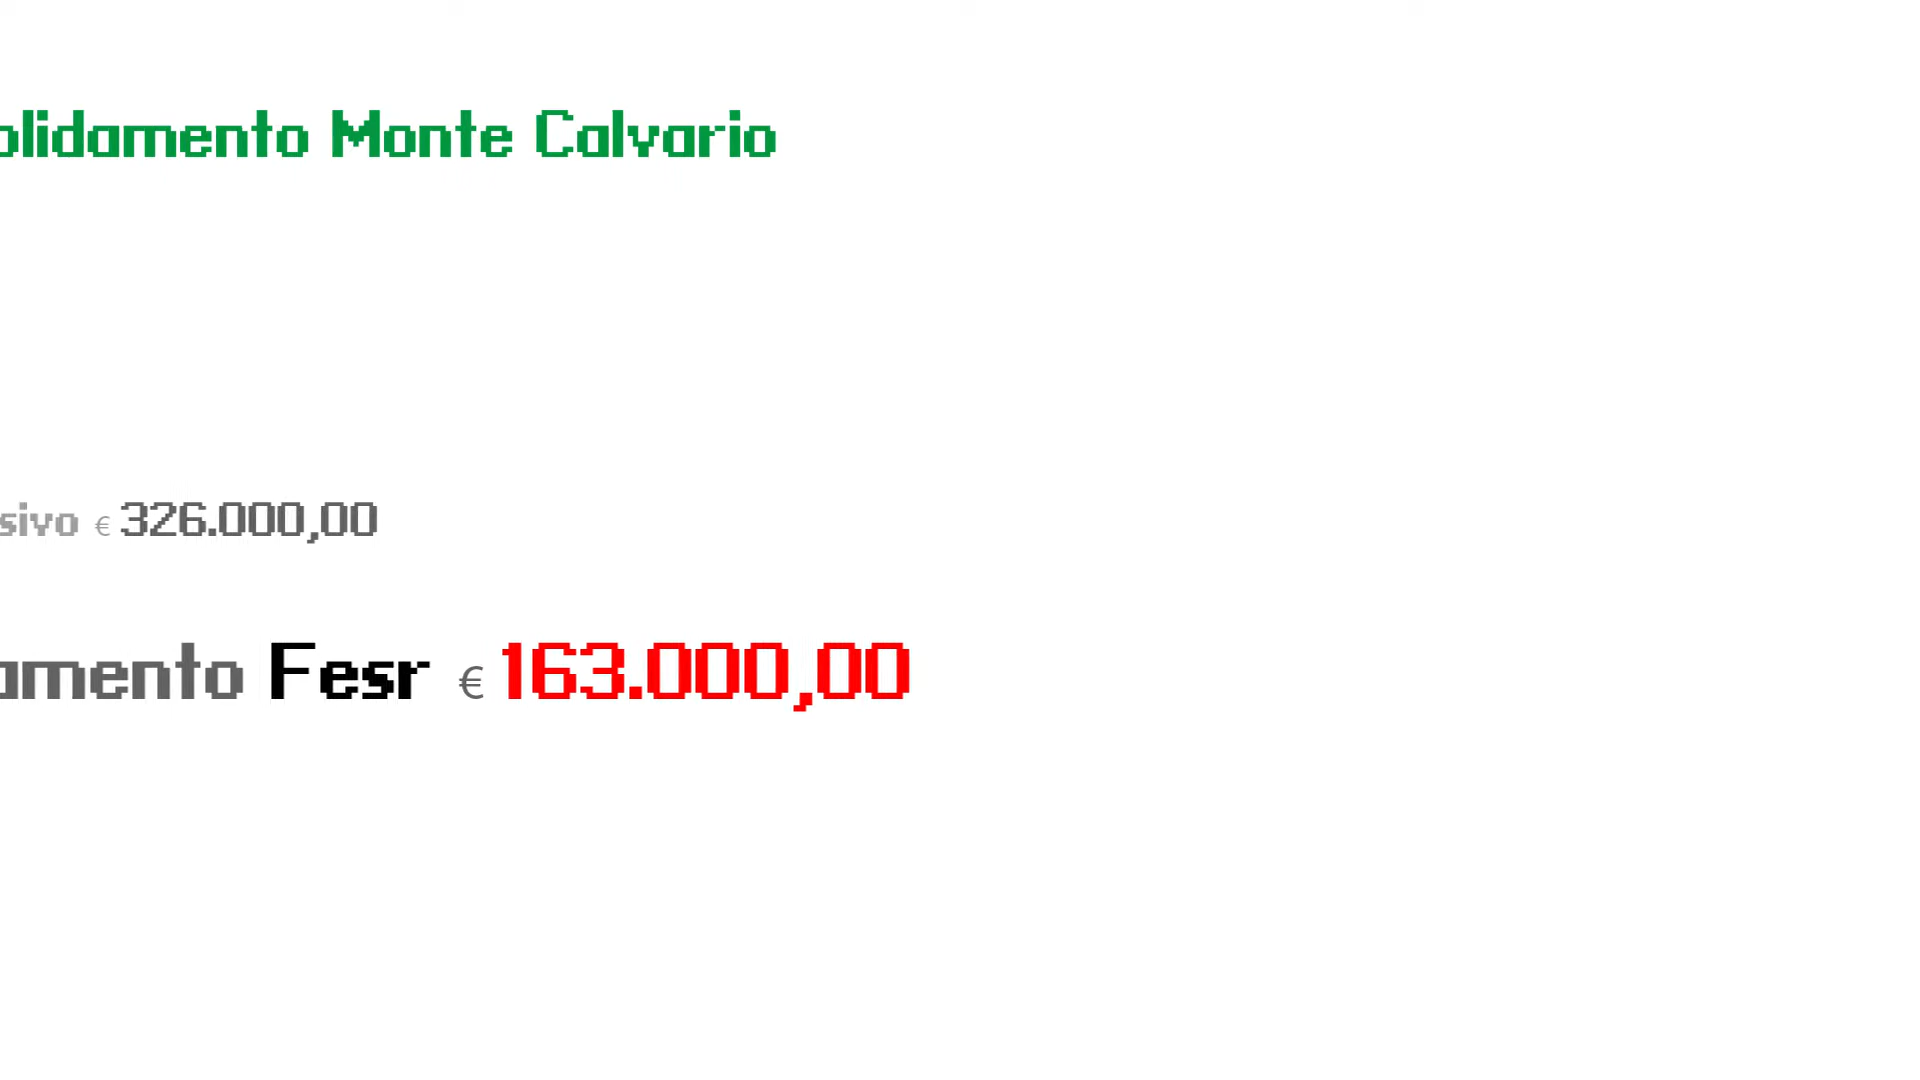 olidamento Monte Calvario
sivo € 326.000,00
amento Fesr € 163.000,00